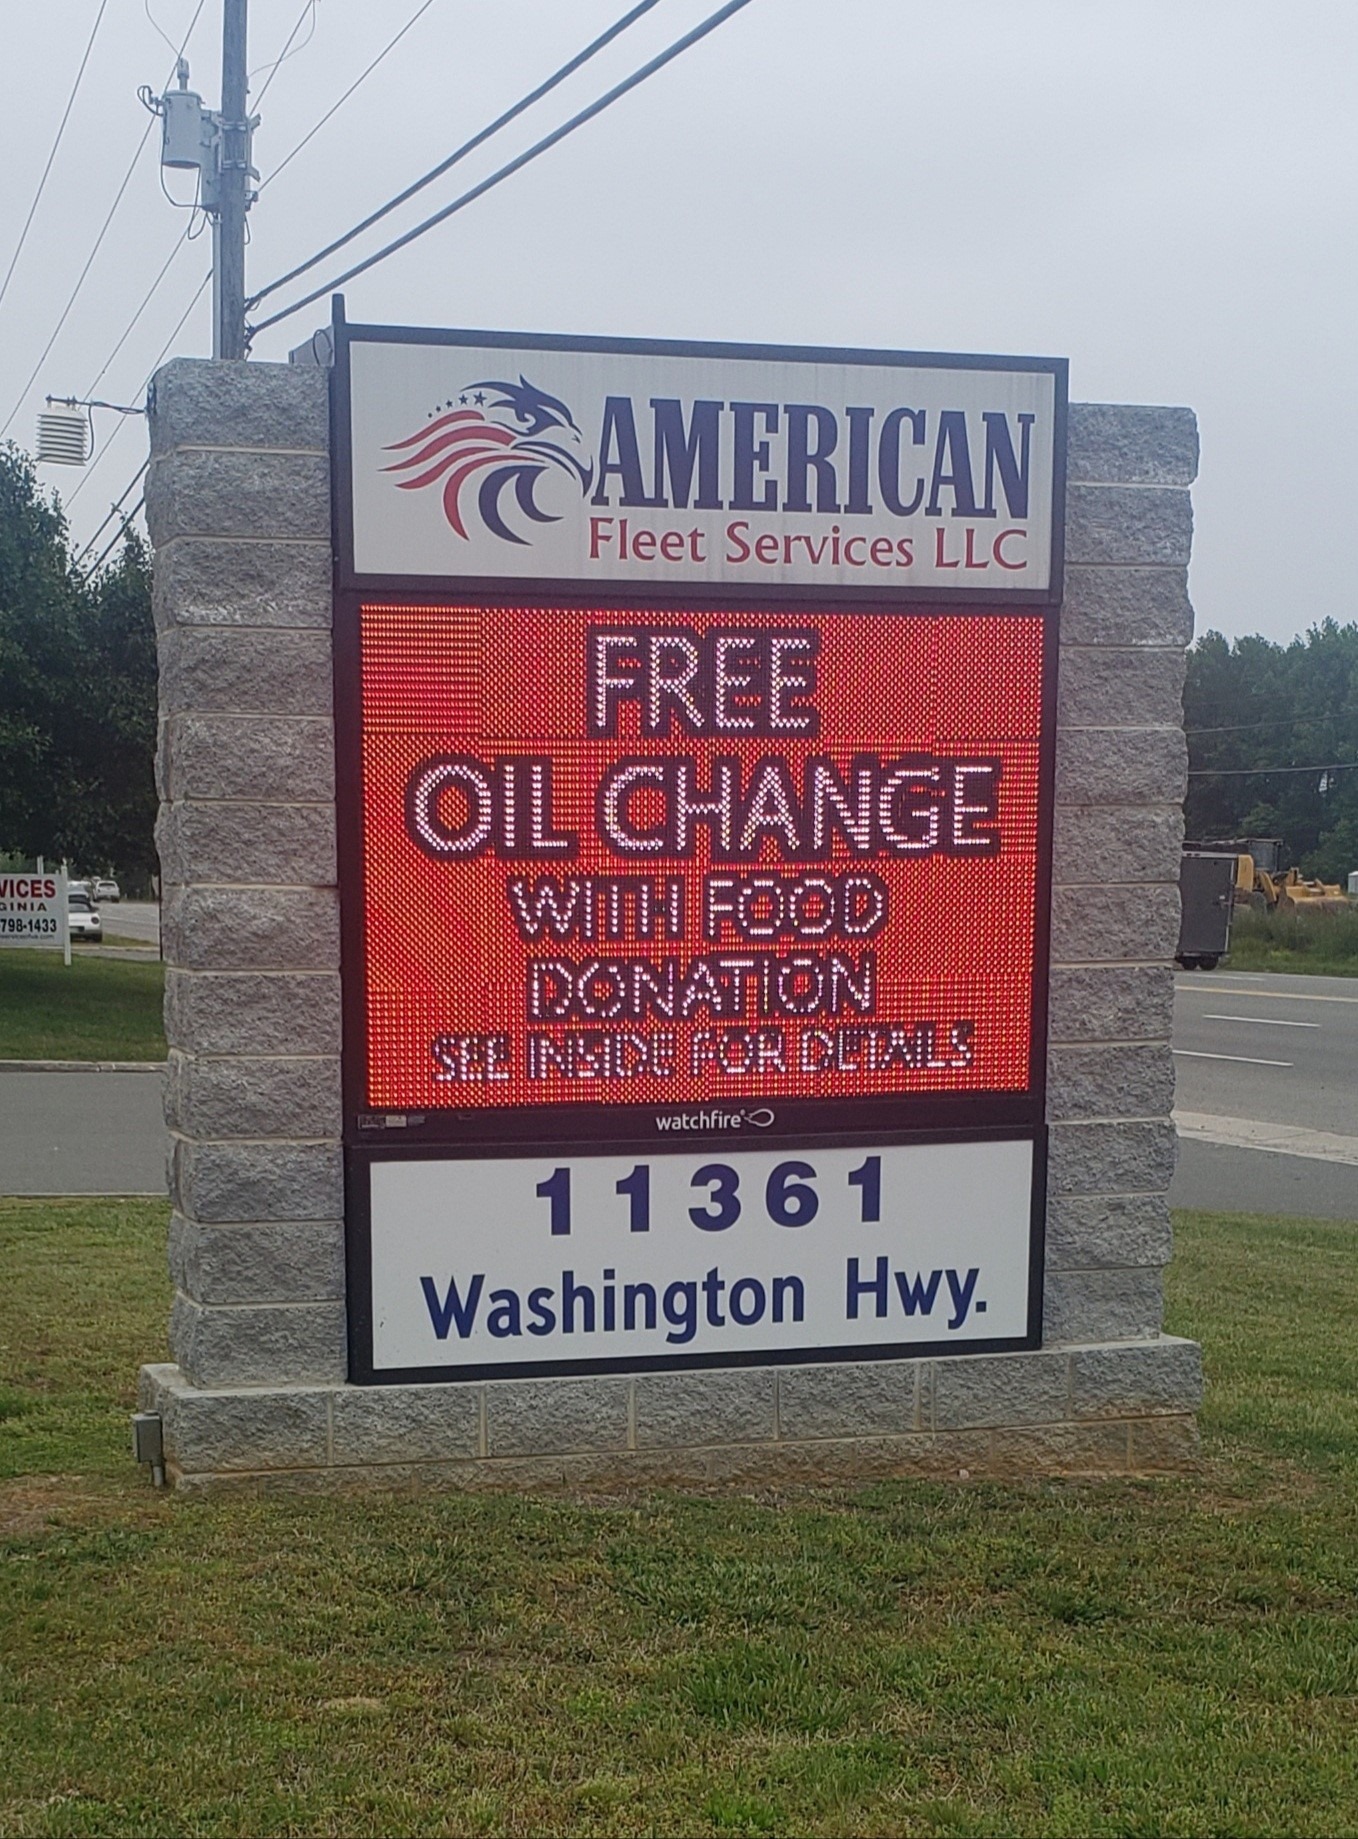 AMERICAN
Fleet Services LLC
FREE
OIL CHANGE
WITH FOOD
DONATION
SEE INSIDE FOR DETAILS
watchfire
11361
Washington Hwy.
VICES
GINIA
798-1433